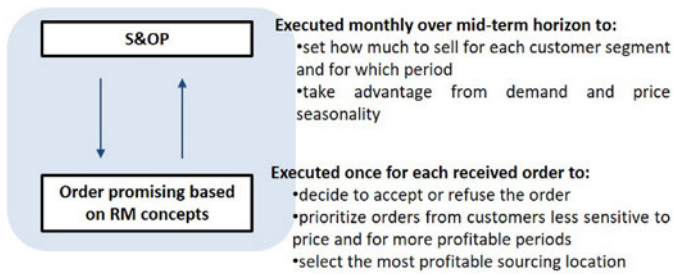 S&OP
Executed monthly over mid-term horizon to:
•set how much to sell for each customer segment
and for which period
•take advantage from demand and price
seasonality
Order promising based
on RM concepts
Executed once for each received order to:
•decide to accept or refuse the order
•prioritize orders from customers less sensitive to
price and for more profitable periods
•select the most profitable sourcing location